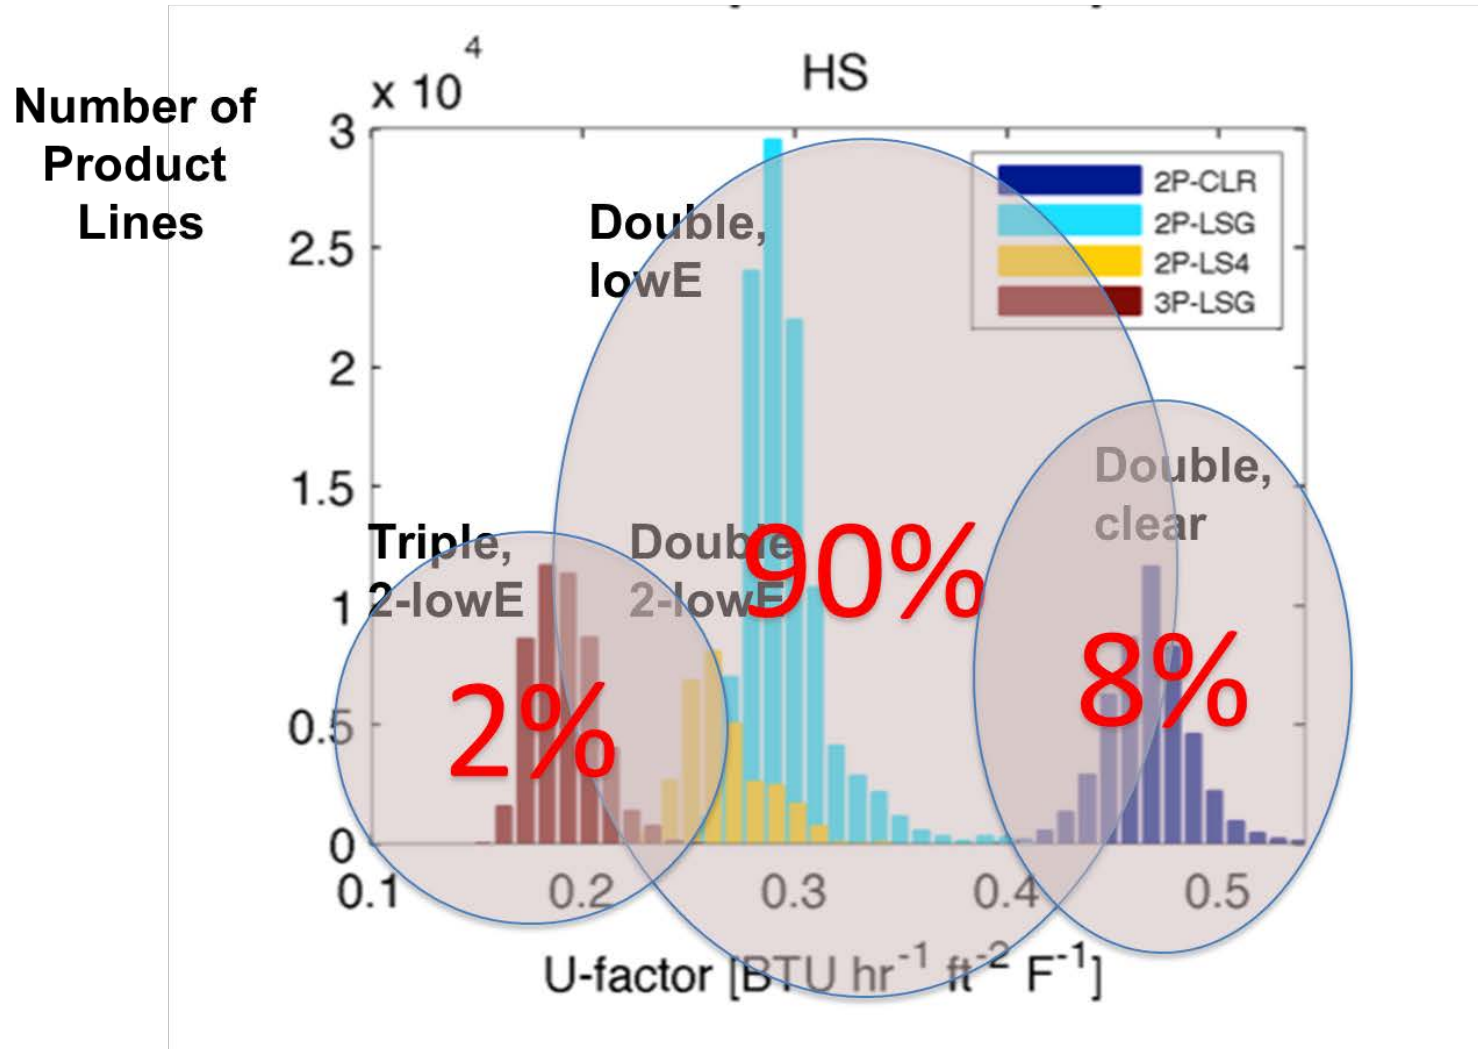 Number of
Product
Lines
x 10 4
HS
3
2.5
2
1.5
1
0.5
0
0.1
0.2
0.3
0.4
0.5
U-factor [BTU hr-1 ft-2 F-1]
2P-CLR
2P-LSG
2P-LS4
3P-LSG
Double,
lowE
Double,
clear
Triple,
2-lowE
Double
2-lowE
90%
2%
8%